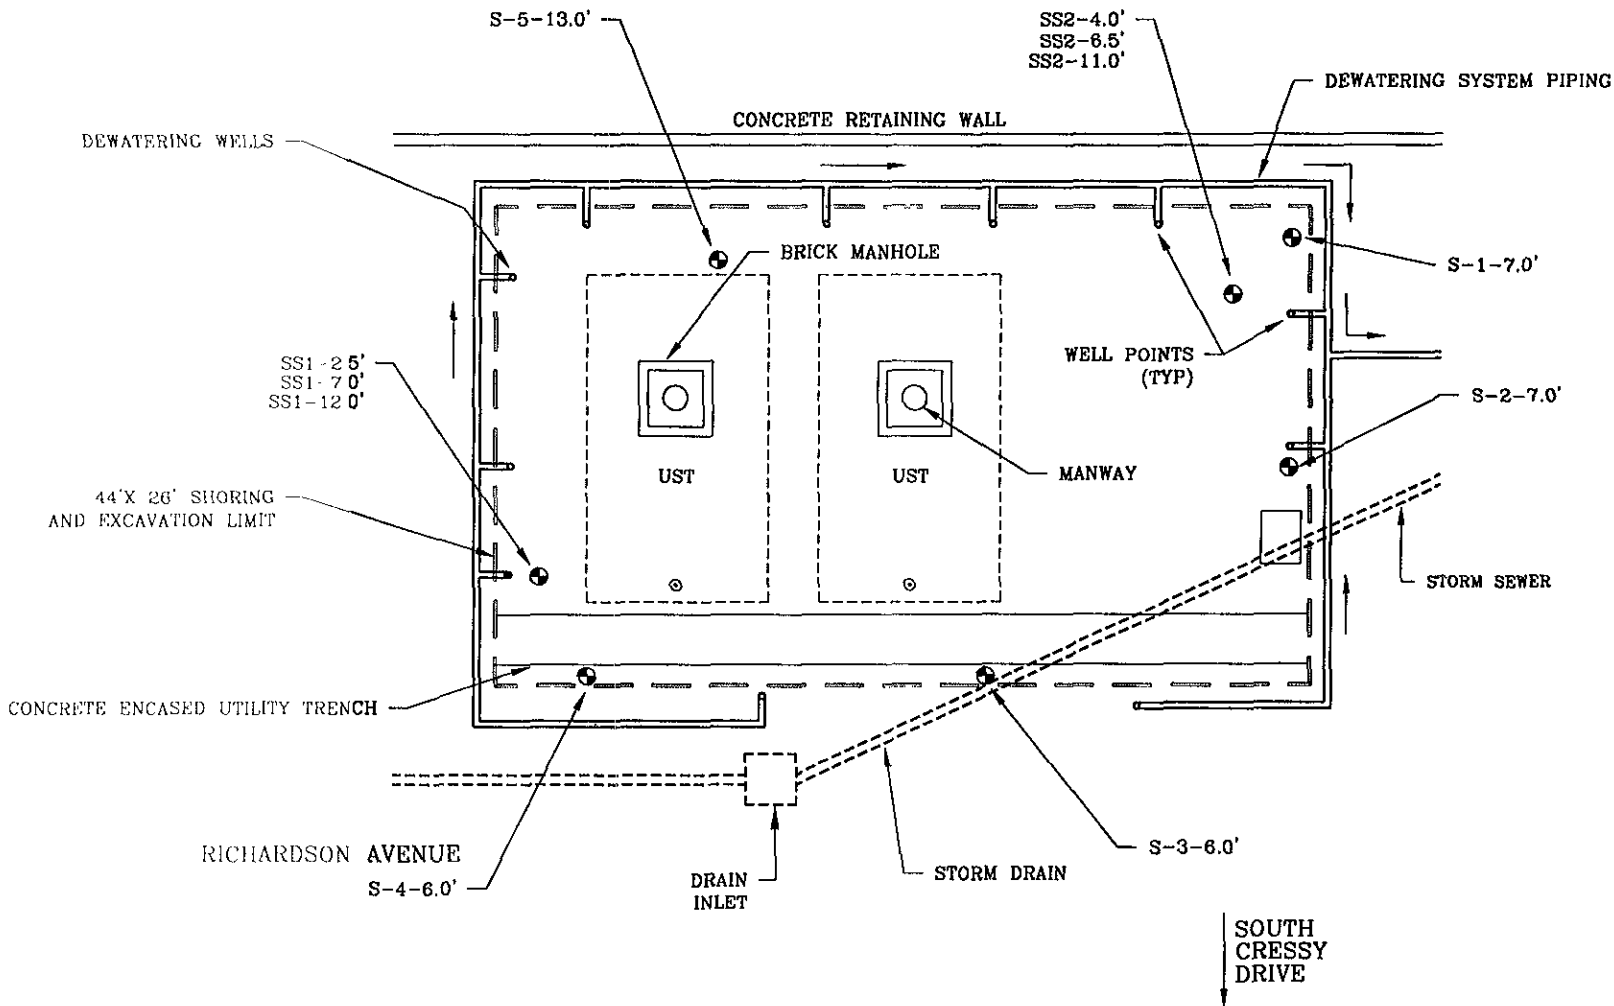 S-5-13.0'
SS2-4.0'
SS2-6.5'
SS2-11.0'
DEWATERING SYSTEM PIPING
CONCRETE RETAINING WALL
DEWATERING WELLS
BRICK MANHOLE
S-1-7.0'
WELL POINTS
(TYP)
SS1-2 5'
SS1-7 0'
SS1-12 0'
S-2-7.0'
UST
UST
MANWAY
44'X 26' SHORING
AND EXCAVATION LIMIT
STORM SEWER
CONCRETE ENCASED UTILITY TRENCH
RICHARDSON AVENUE
S-4-6.0'
S-3-6.0'
DRAIN
INLET
STORM DRAIN
SOUTH
CRESSY
DRIVE